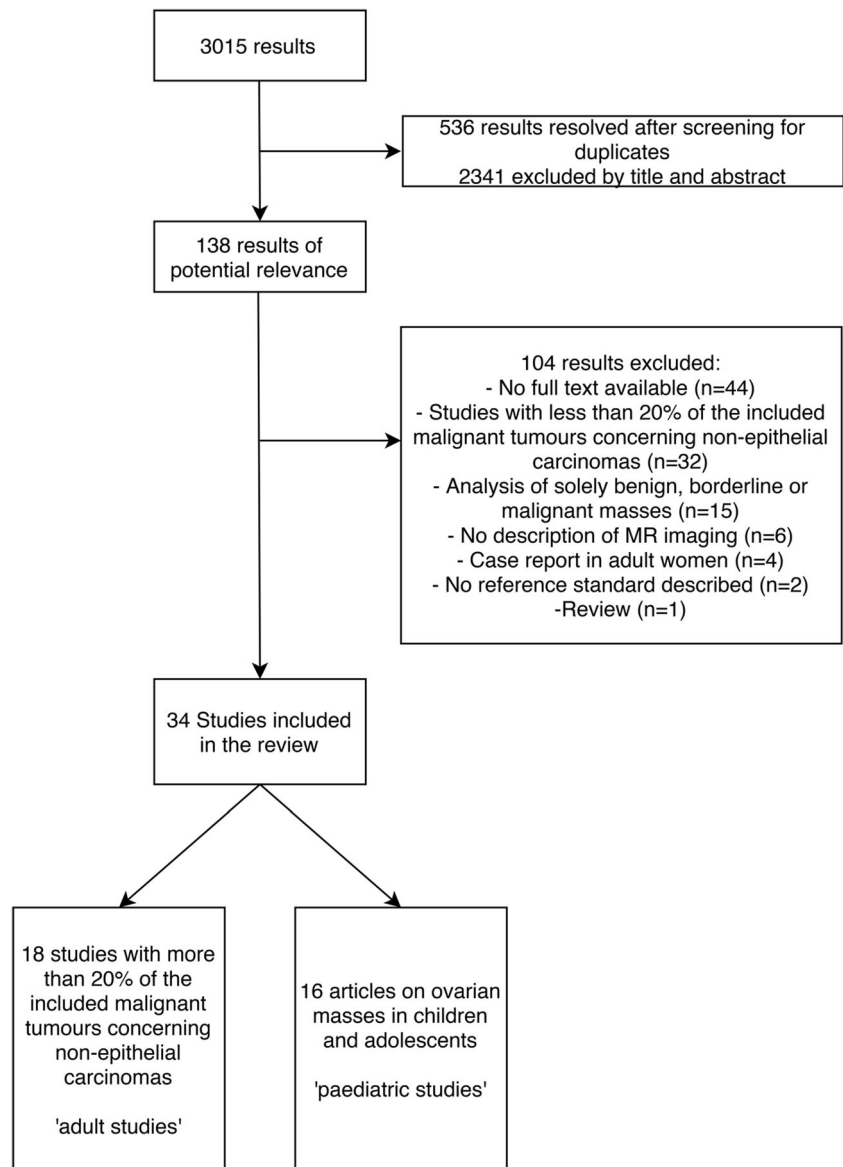 3015 results
536 results resolved after screening for
duplicates
2341 excluded by title and abstract
138 results of
potential relevance
104 results excluded:
- No full text available (n=44)
- Studies with less than 20% of the included
malignant tumours concerning non-epithelial
carcinomas (n=32)
- Analysis of solely benign, borderline or
malignant masses (n=15)
- No description of MR imaging (n=6)
- Case report in adult women (n=4)
- No reference standard described (n=2)
-Review (n=1)
34 Studies included
in the review
18 studies with more
than 20% of the
included malignant
tumours concerning
non-epithelial
carcinomas
'adult studies'
16 articles on ovarian
masses in children
and adolescents
'paediatric studies'